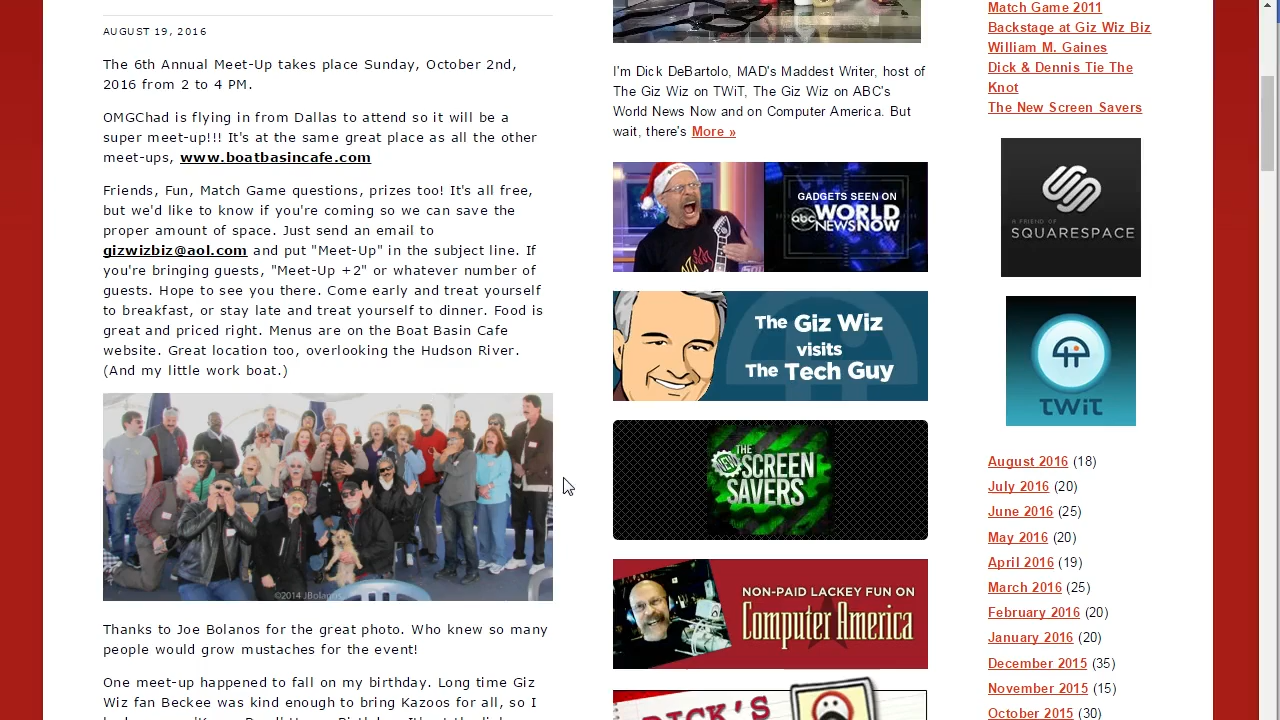 AUGUST 29, 2016
The 6th Annual Meet-Up takes place Sunday, October 2nd,
2016 from 2 to 4 PM.
OMGChad is flying in from Dallas to attend so it will be a
super meet-up!!! It's at the same great place as all the other
meet-ups, www.boatbasincafe.com
Friends, Fun, Match Game questions, prizes too! It's all free,
like to know if you're coming so we can save the
amount of space. Just send an email to
gizwizbiz@aol.com and put "Meet-Up" in the subject line. If
you bringing guests, "Meet-Up +2" or whatever number of
guests. Hope to see you there. Come early and treat yourself
to breakfast, or stay late and treat yourself to dinner. Food is
great and priced right. Menus are on the Boat Basin Cafe
website. Great location too, overlooking the Hudson River.
(And my little work boat.)
©2014 JBolanos
Thanks to Joe Bolanos for the great photo. Who knew so many
people could grow mustaches for the event!
One meet-up happened to fall on my birthday. Long time Giz
Wiz fan Becky was kind enough to bring Kazoos for all, so I
I'm Dick DeBartolo, MAD's Maddest Writer, host of
The Giz Wiz on TWiT, The Giz Wiz on ABC's
World News Now and on Computer America. But
wait, there's More »
GADGETS SEEN ON
abc WORLD
NEWS NOW
The Giz Wiz
visits
The Tech Guy
THE
NEW SCREEN
SAVERS
NON-PAID LACKEY FUN ON
Computer America
DICK'S
Match Game 2011
Backstage at Giz Wiz Biz
William M. Gaines
Dick & Dennis Tie The
Knot
The New Screen Savers
A FRIEND OF
SQUARESPACE
TWiT
August 2016 (18)
July 2016 (20)
June 2016 (25)
May 2016 (20)
April 2016 (19)
March 2016 (25)
February 2016 (20)
January 2016 (20)
December 2015 (35)
November 2015 (15)
October 2015 (30)